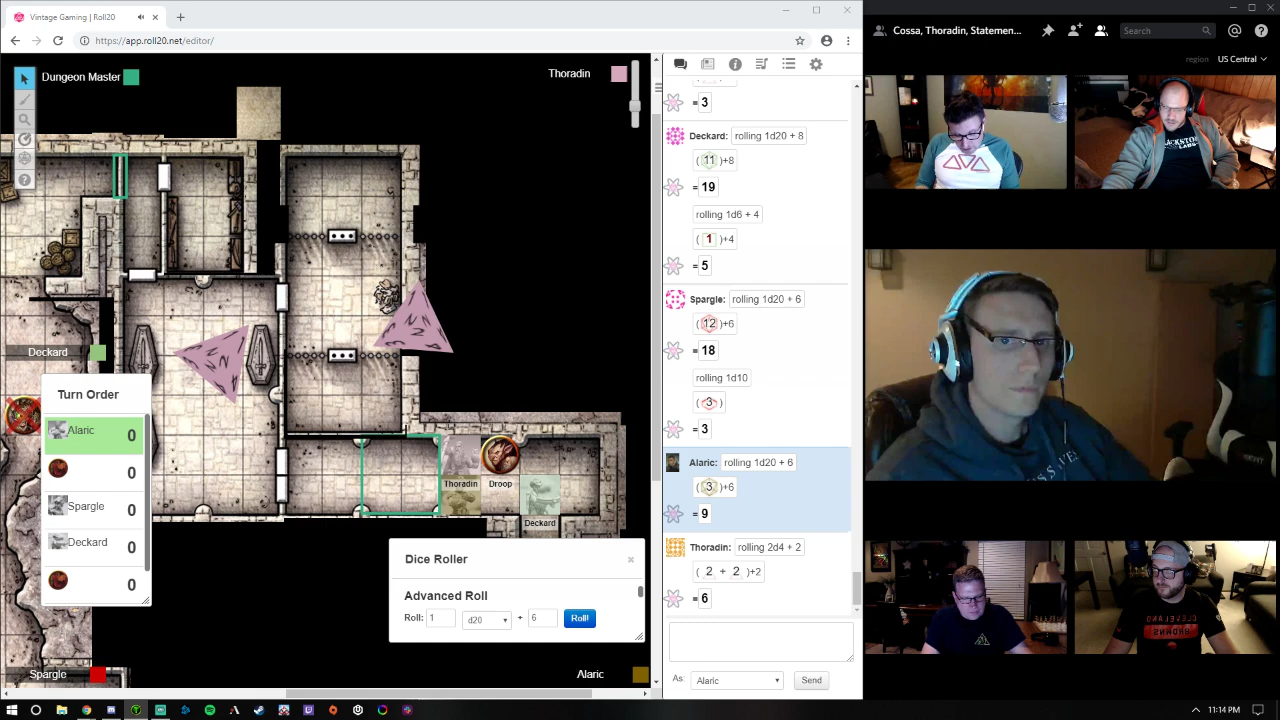 Vintage Gaming | Roll20
https://app.roll20.net/editor/
Dungeon Master
Thoradin
Deckard
Turn Order
Alaric
0
0
Spargle
0
Deckard
0
0
Thoradin
Droop
Deckard
Dice Roller
×
Advanced Roll
Roll: 1 d20 + 6 Roll!
Spargle
Alaric
= 3
Deckard: rolling 1d20 + 8
(11)+8
= 19
rolling 1d6 + 4
(1)+4
= 5
Spargle: rolling 1d20 + 6
(12)+6
= 18
rolling 1d10
(3)
= 3
Alaric: rolling 1d20 + 6
(3)+6
= 9
Thoradin: rolling 2d4 + 2
(2 + 2)+2
= 6
As: Alaric Send
Cossa, Thoradin, Statemen...
Search
region US Central
BLACKSTONE
LABS
CLEVELAND
BROWNS
11:14 PM